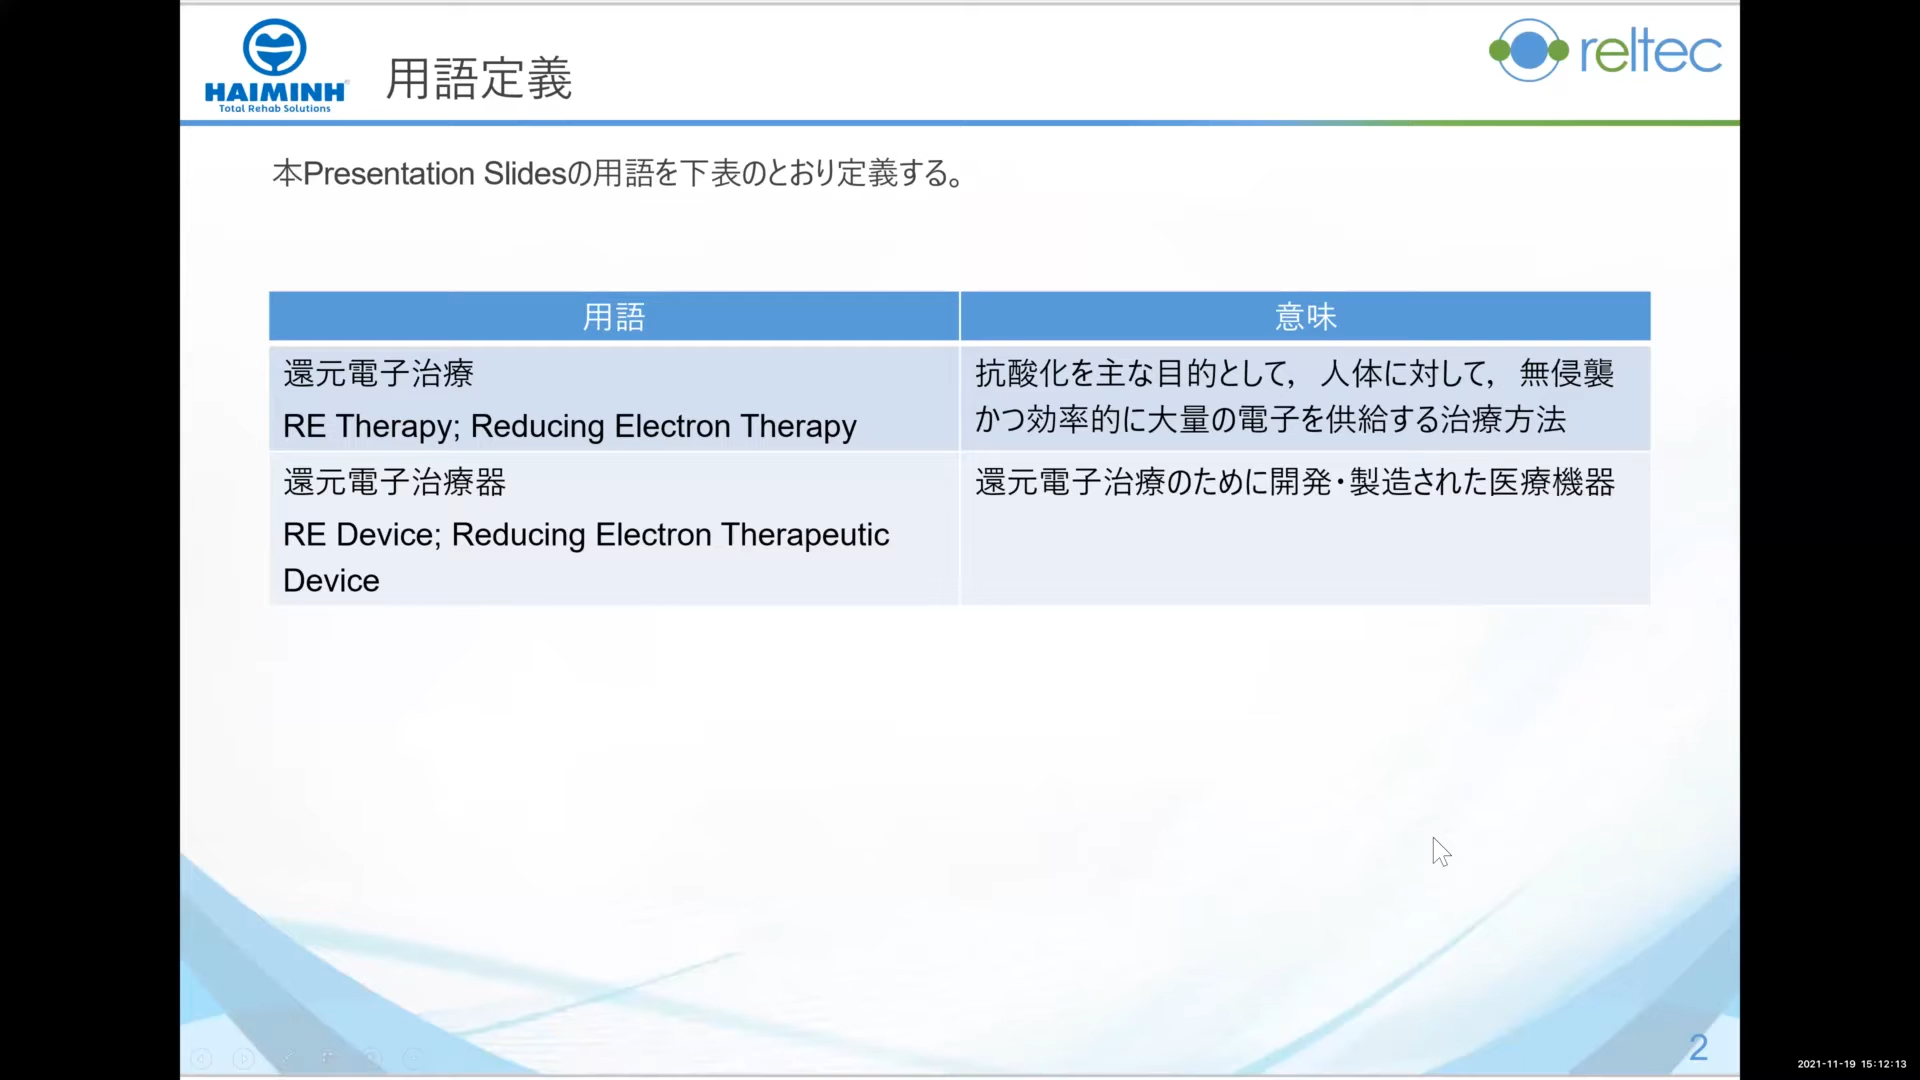 HAIMINH
Total Rehab Solutions
用語定義
reltec
本Presentation Slidesの用語を下表のとおり定義する。
用語
意味
還元電子治療
RE Therapy; Reducing Electron Therapy
抗酸化を主な目的として，人体に対して，無侵襲
かつ効率的に大量の電子を供給する治療方法
還元電子治療器
RE Device; Reducing Electron Therapeutic
Device
還元電子治療のために開発・製造された医療機器
2
2021-11-19 15:12:13